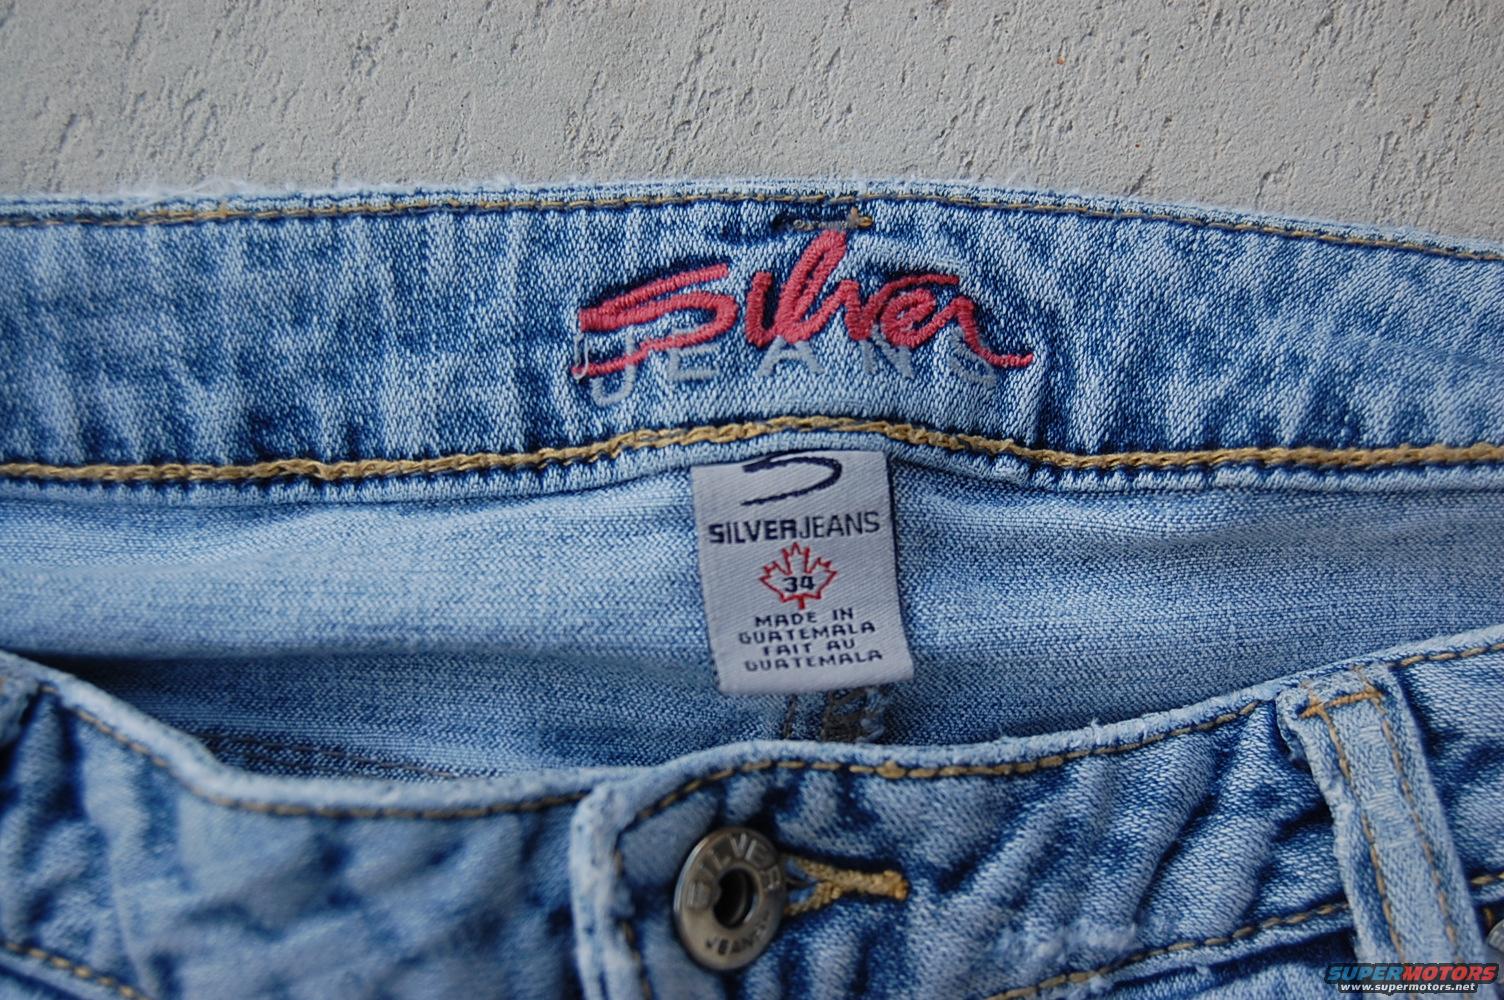 Silver
JEANS
SILVERJEANS
34
MADE IN
GUATEMALA
FAIT AU
GUATEMALA
SILVER
JEANS
SUPERMOTORS
www.supermotors.net